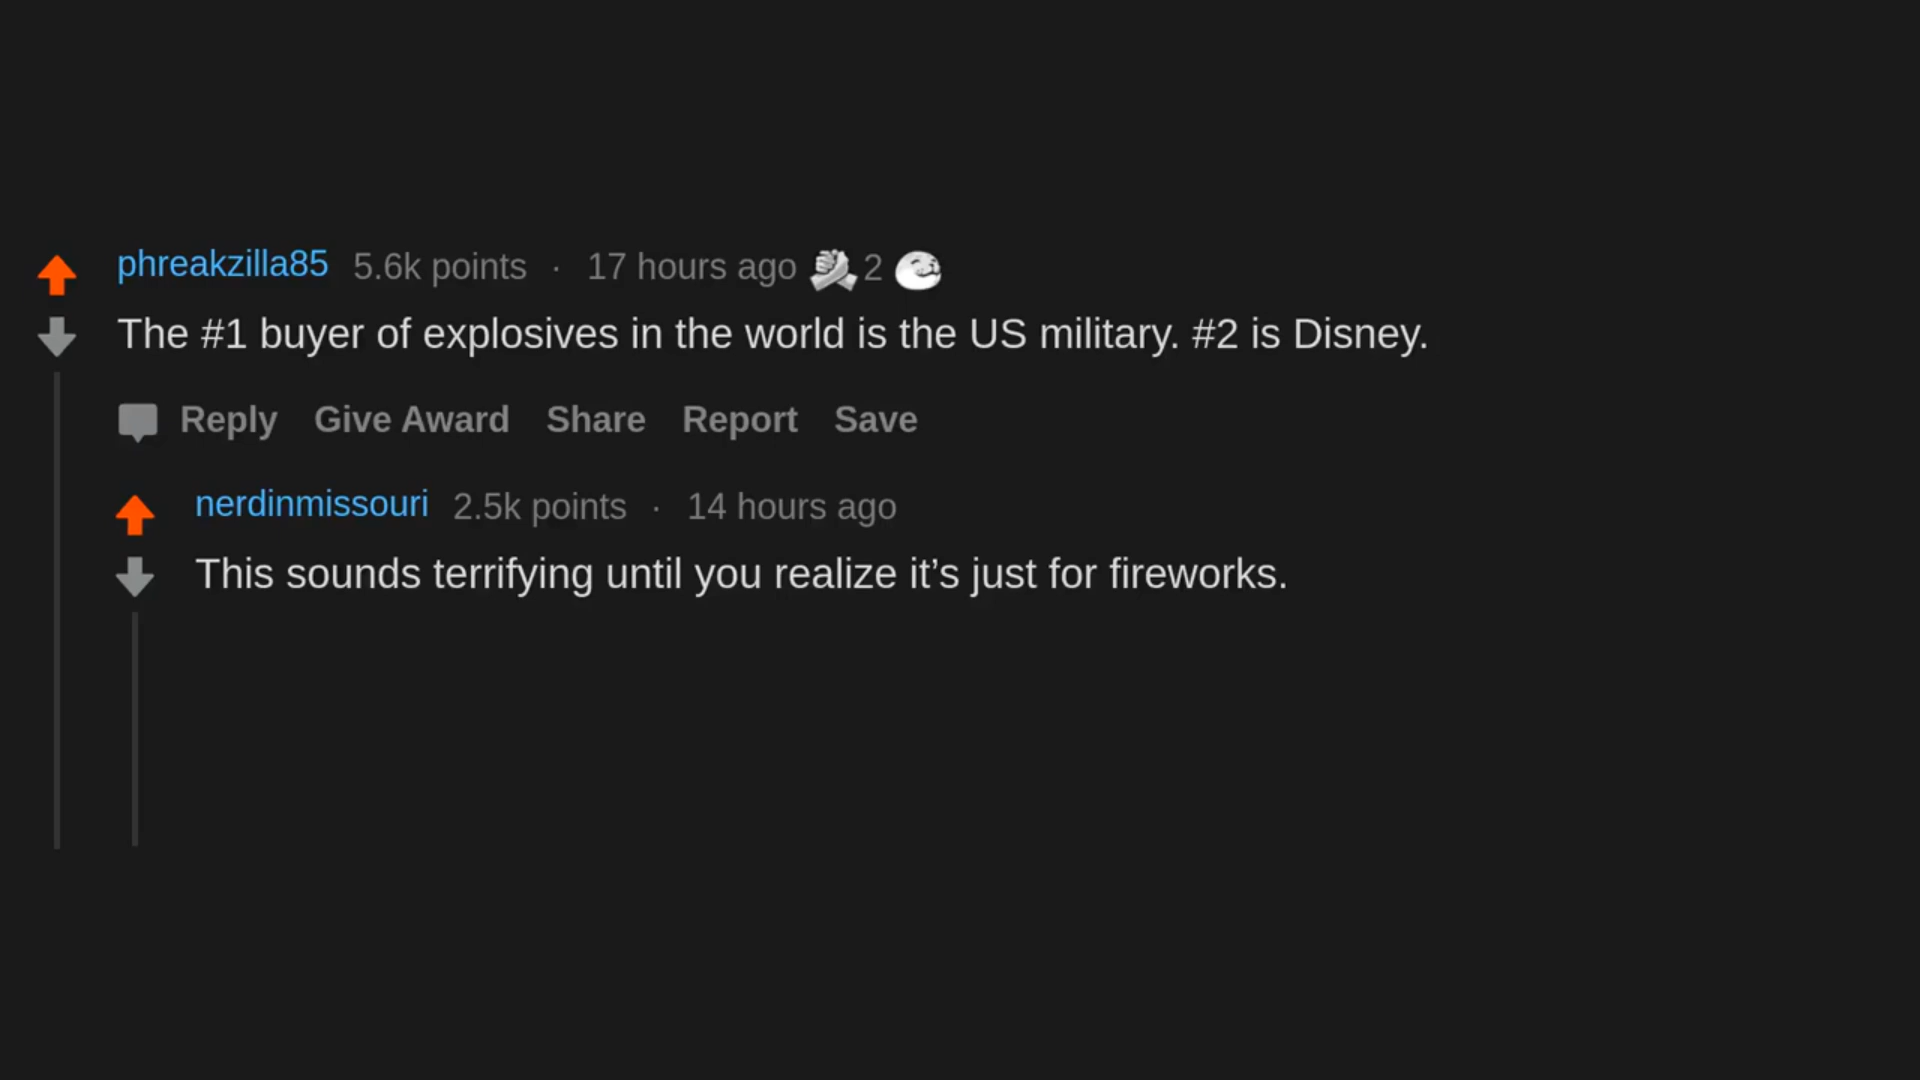 phreakzilla85 5.6k points · 17 hours ago 2
The #1 buyer of explosives in the world is the US military. #2 is Disney.
Reply Give Award Share Report Save
nerdinmissouri 2.5k points · 14 hours ago
This sounds terrifying until you realize it’s just for fireworks.